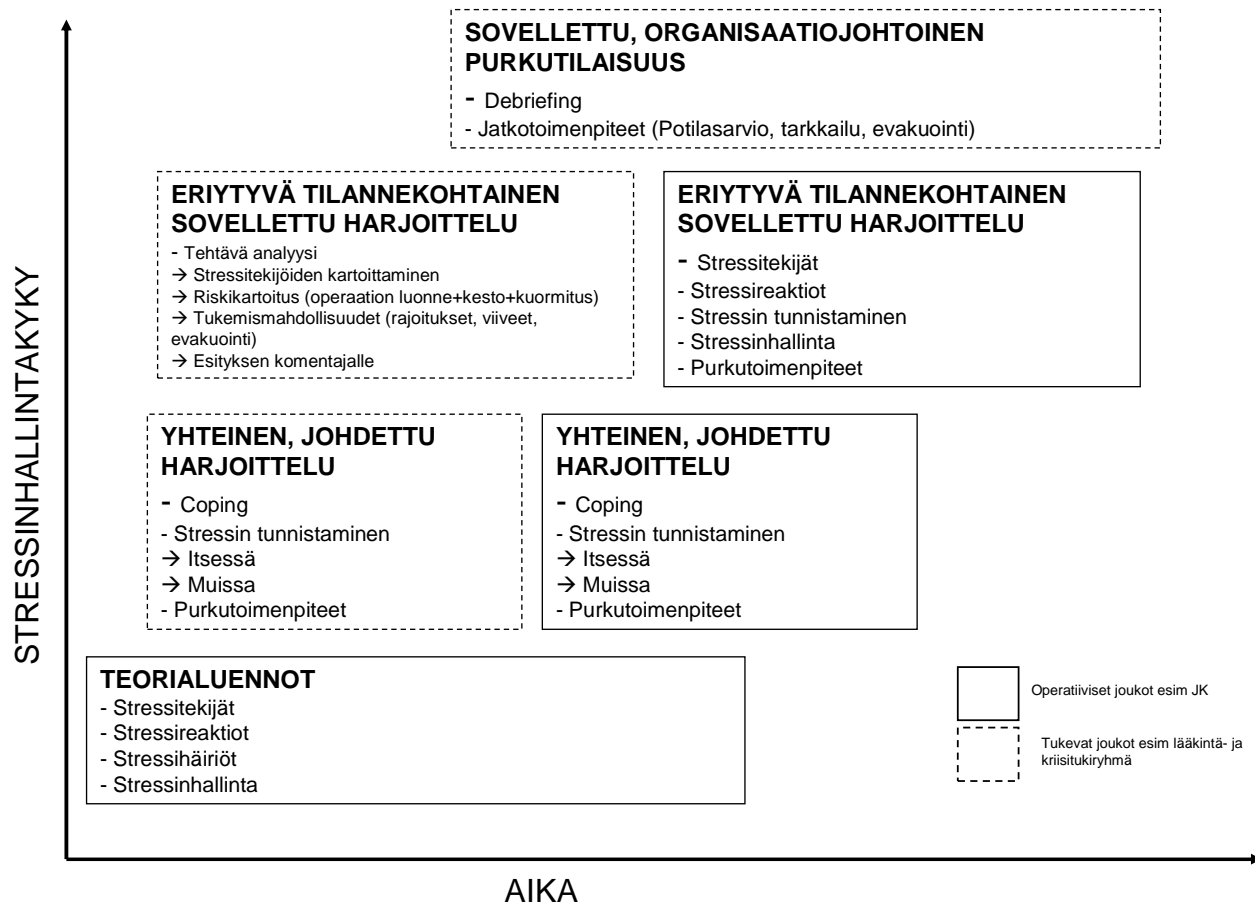 SOVELLETTU, ORGANISAATIOJOHTOINEN
PURKUTILAISUUS
- Debriefing
- Jatkotoimenpiteet (Potilasarvio, tarkkailu, evakuointi)
ERIYTYVÄ TILANNEKOHTAINEN
SOVELLETTU HARJOITTELU
- Tehtävä analyysi
→ Stressitekijöiden kartoittaminen
→ Riskikartoitus (operaation luonne+kesto+kuormitus)
→ Tukemismahdollisuudet (rajoitukset, viiveet,
evakuointi)
→ Esityksen komentajalle
ERIYTYVÄ TILANNEKOHTAINEN
SOVELLETTU HARJOITTELU
- Stressitekijät
- Stressireaktiot
- Stressin tunnistaminen
- Stressinhallinta
- Purkutoimenpiteet
YHTEINEN, JOHDETTU
HARJOITTELU
- Coping
- Stressin tunnistaminen
→ Itsessä
→ Muissa
- Purkutoimenpiteet
YHTEINEN, JOHDETTU
HARJOITTELU
- Coping
- Stressin tunnistaminen
→ Itsessä
→ Muissa
- Purkutoimenpiteet
TEORIALUENNOT
- Stressitekijät
- Stressireaktiot
- Stressihäiriöt
- Stressinhallinta
Operatiiviset joukot esim JK
Tukevat joukot esim lääkintä- ja
kriisitukiryhmä
STRESSINHALLINTAKYKY
AIKA